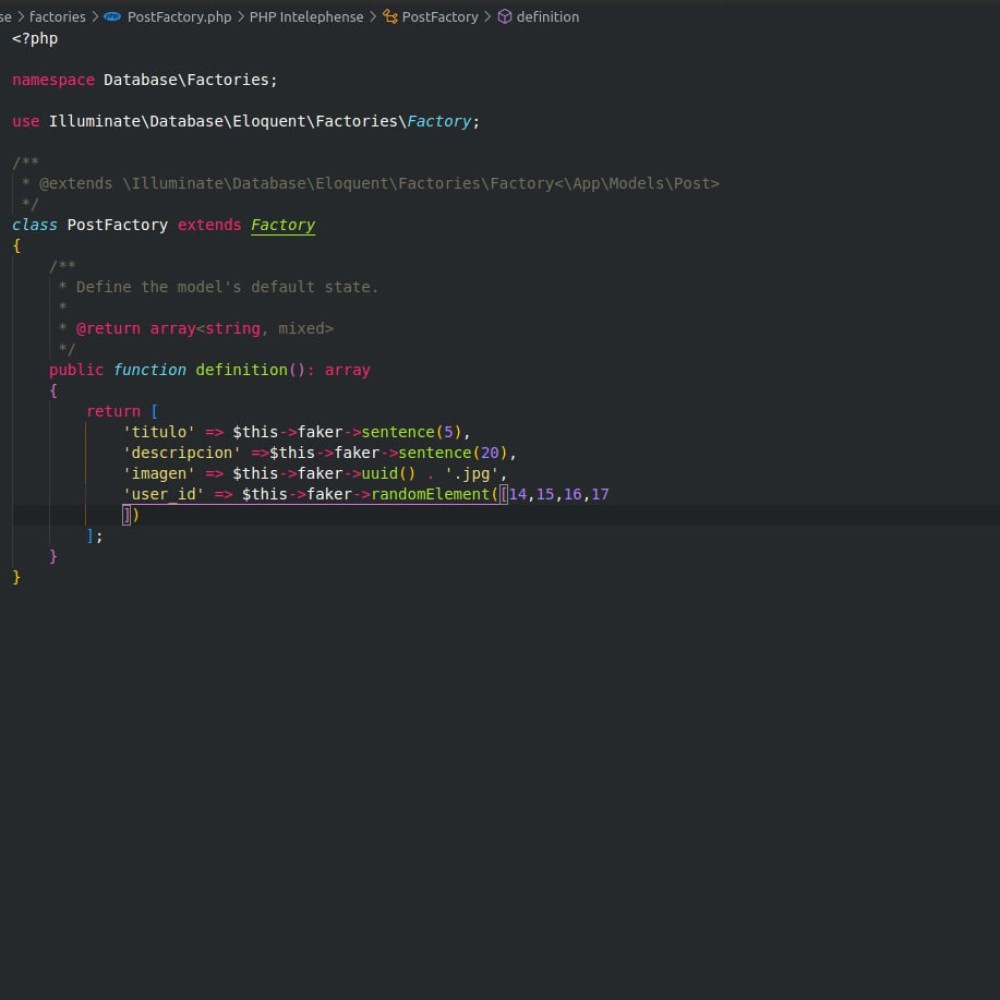 se > factories > PostFactory.php > PHP Intelephense > PostFactory > definition
<?php

namespace Database\Factories;

use Illuminate\Database\Eloquent\Factories\Factory;

/**
 * @extends \Illuminate\Database\Eloquent\Factories\Factory<\App\Models\Post>
 */
class PostFactory extends Factory
{
    /**
     * Define the model's default state.
     *
     * @return array<string, mixed>
     */
    public function definition(): array
    {
        return [
            'titulo' => $this->faker->sentence(5),
            'descripcion' =>$this->faker->sentence(20),
            'imagen' => $this->faker->uuid() . '.jpg',
            'user_id' => $this->faker->randomElement([14,15,16,17
            ])
        ];
    }
}